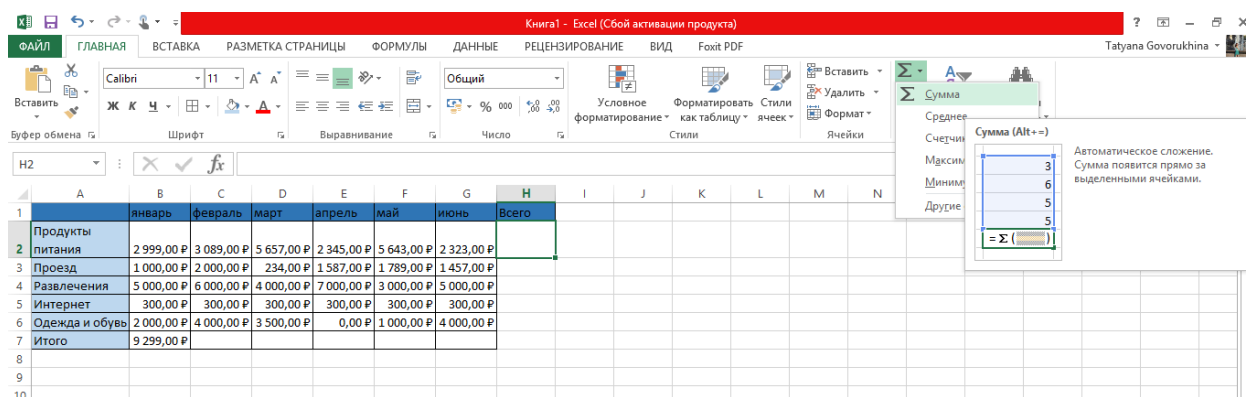 Книга1 - Excel (Сбой активации продукта)
ФАЙЛ ГЛАВНАЯ ВСТАВКА РАЗМЕТКА СТРАНИЦЫ ФОРМУЛЫ ДАННЫЕ РЕЦЕНЗИРОВАНИЕ ВИД Foxit PDF Tatyana Govorukhina
Вставить
Calibri 11
Ж К Ч
Общий
% 000
Условное форматирование
Форматировать как таблицу
Стили ячеек
Вставить
Удалить
Формат
Буфер обмена Шрифт Выравнивание Число Стили Ячейки
Σ Сумма
Среднее
Счетчик
Максим
Миниму
Другие
Сумма (Alt+=)
3
6
5
5
= Σ ( )
Автоматическое сложение.
Сумма появится прямо за
выделенными ячейками.
H2 fx
A B C D E F G H I J K L M N
1 январь февраль март апрель май июнь Всего
2 Продукты питания 2 999,00 ₽ 3 089,00 ₽ 5 657,00 ₽ 2 345,00 ₽ 5 643,00 ₽ 2 323,00 ₽
3 Проезд 1 000,00 ₽ 2 000,00 ₽ 234,00 ₽ 1 587,00 ₽ 1 789,00 ₽ 1 457,00 ₽
4 Развлечения 5 000,00 ₽ 6 000,00 ₽ 4 000,00 ₽ 7 000,00 ₽ 3 000,00 ₽ 5 000,00 ₽
5 Интернет 300,00 ₽ 300,00 ₽ 300,00 ₽ 300,00 ₽ 300,00 ₽ 300,00 ₽
6 Одежда и обувь 2 000,00 ₽ 4 000,00 ₽ 3 500,00 ₽ 0,00 ₽ 1 000,00 ₽ 4 000,00 ₽
7 Итого 9 299,00 ₽
8
9
10